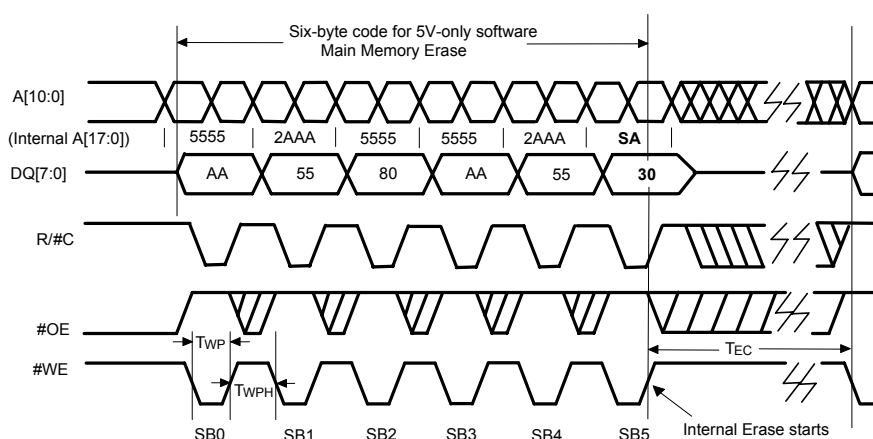 Six-byte code for 5V-only software
Main Memory Erase
A[10:0]
(Internal A[17:0]) 5555 2AAA 5555 5555 2AAA SA
DQ[7:0] AA 55 80 AA 55 30
R/#C
#OE
TWP
TEC
#WE
TWPH
SB0 SB1 SB2 SB3 SB4 SB5 Internal Erase starts